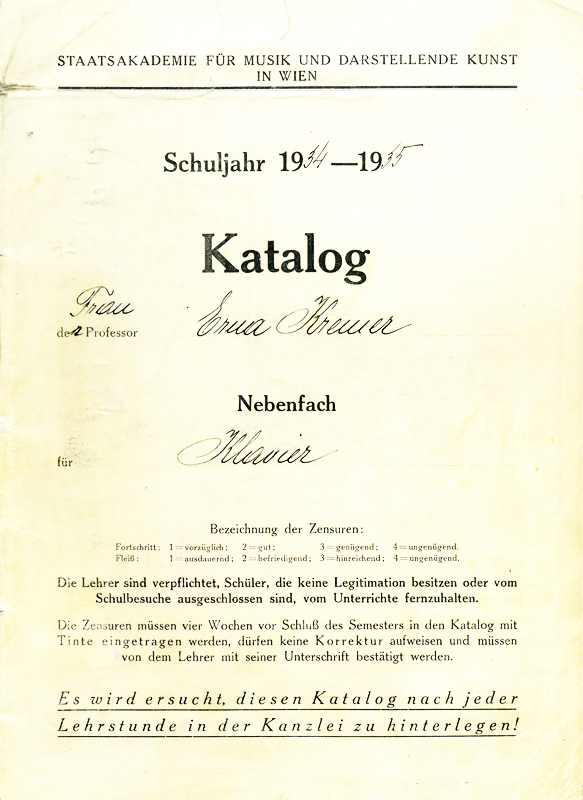 STAATSAKADEMIE FÜR MUSIK UND DARSTELLENDE KUNST
IN WIEN
Schuljahr 1934—1935
Katalog
Frau
der Professor Erna Kremer
Nebenfach
für Klavier
Bezeichnung der Zensuren:
Fortschritt: 1=vorzüglich; 2=gut; 3=genügend; 4=ungenügend.
Fleiß: 1=ausdauernd; 2=befriedigend; 3=hinreichend; 4=ungenügend.
Die Lehrer sind verpflichtet, Schüler, die keine Legitimation besitzen oder vom
Schulbesuche ausgeschlossen sind, vom Unterrichte fernzuhalten.
Die Zensuren müssen vier Wochen vor Schluß des Semesters in den Katalog mit
Tinte eingetragen werden, dürfen keine Korrektur aufweisen und müssen
von dem Lehrer mit seiner Unterschrift bestätigt werden.
Es wird ersucht, diesen Katalog nach jeder
Lehrstunde in der Kanzlei zu hinterlegen!